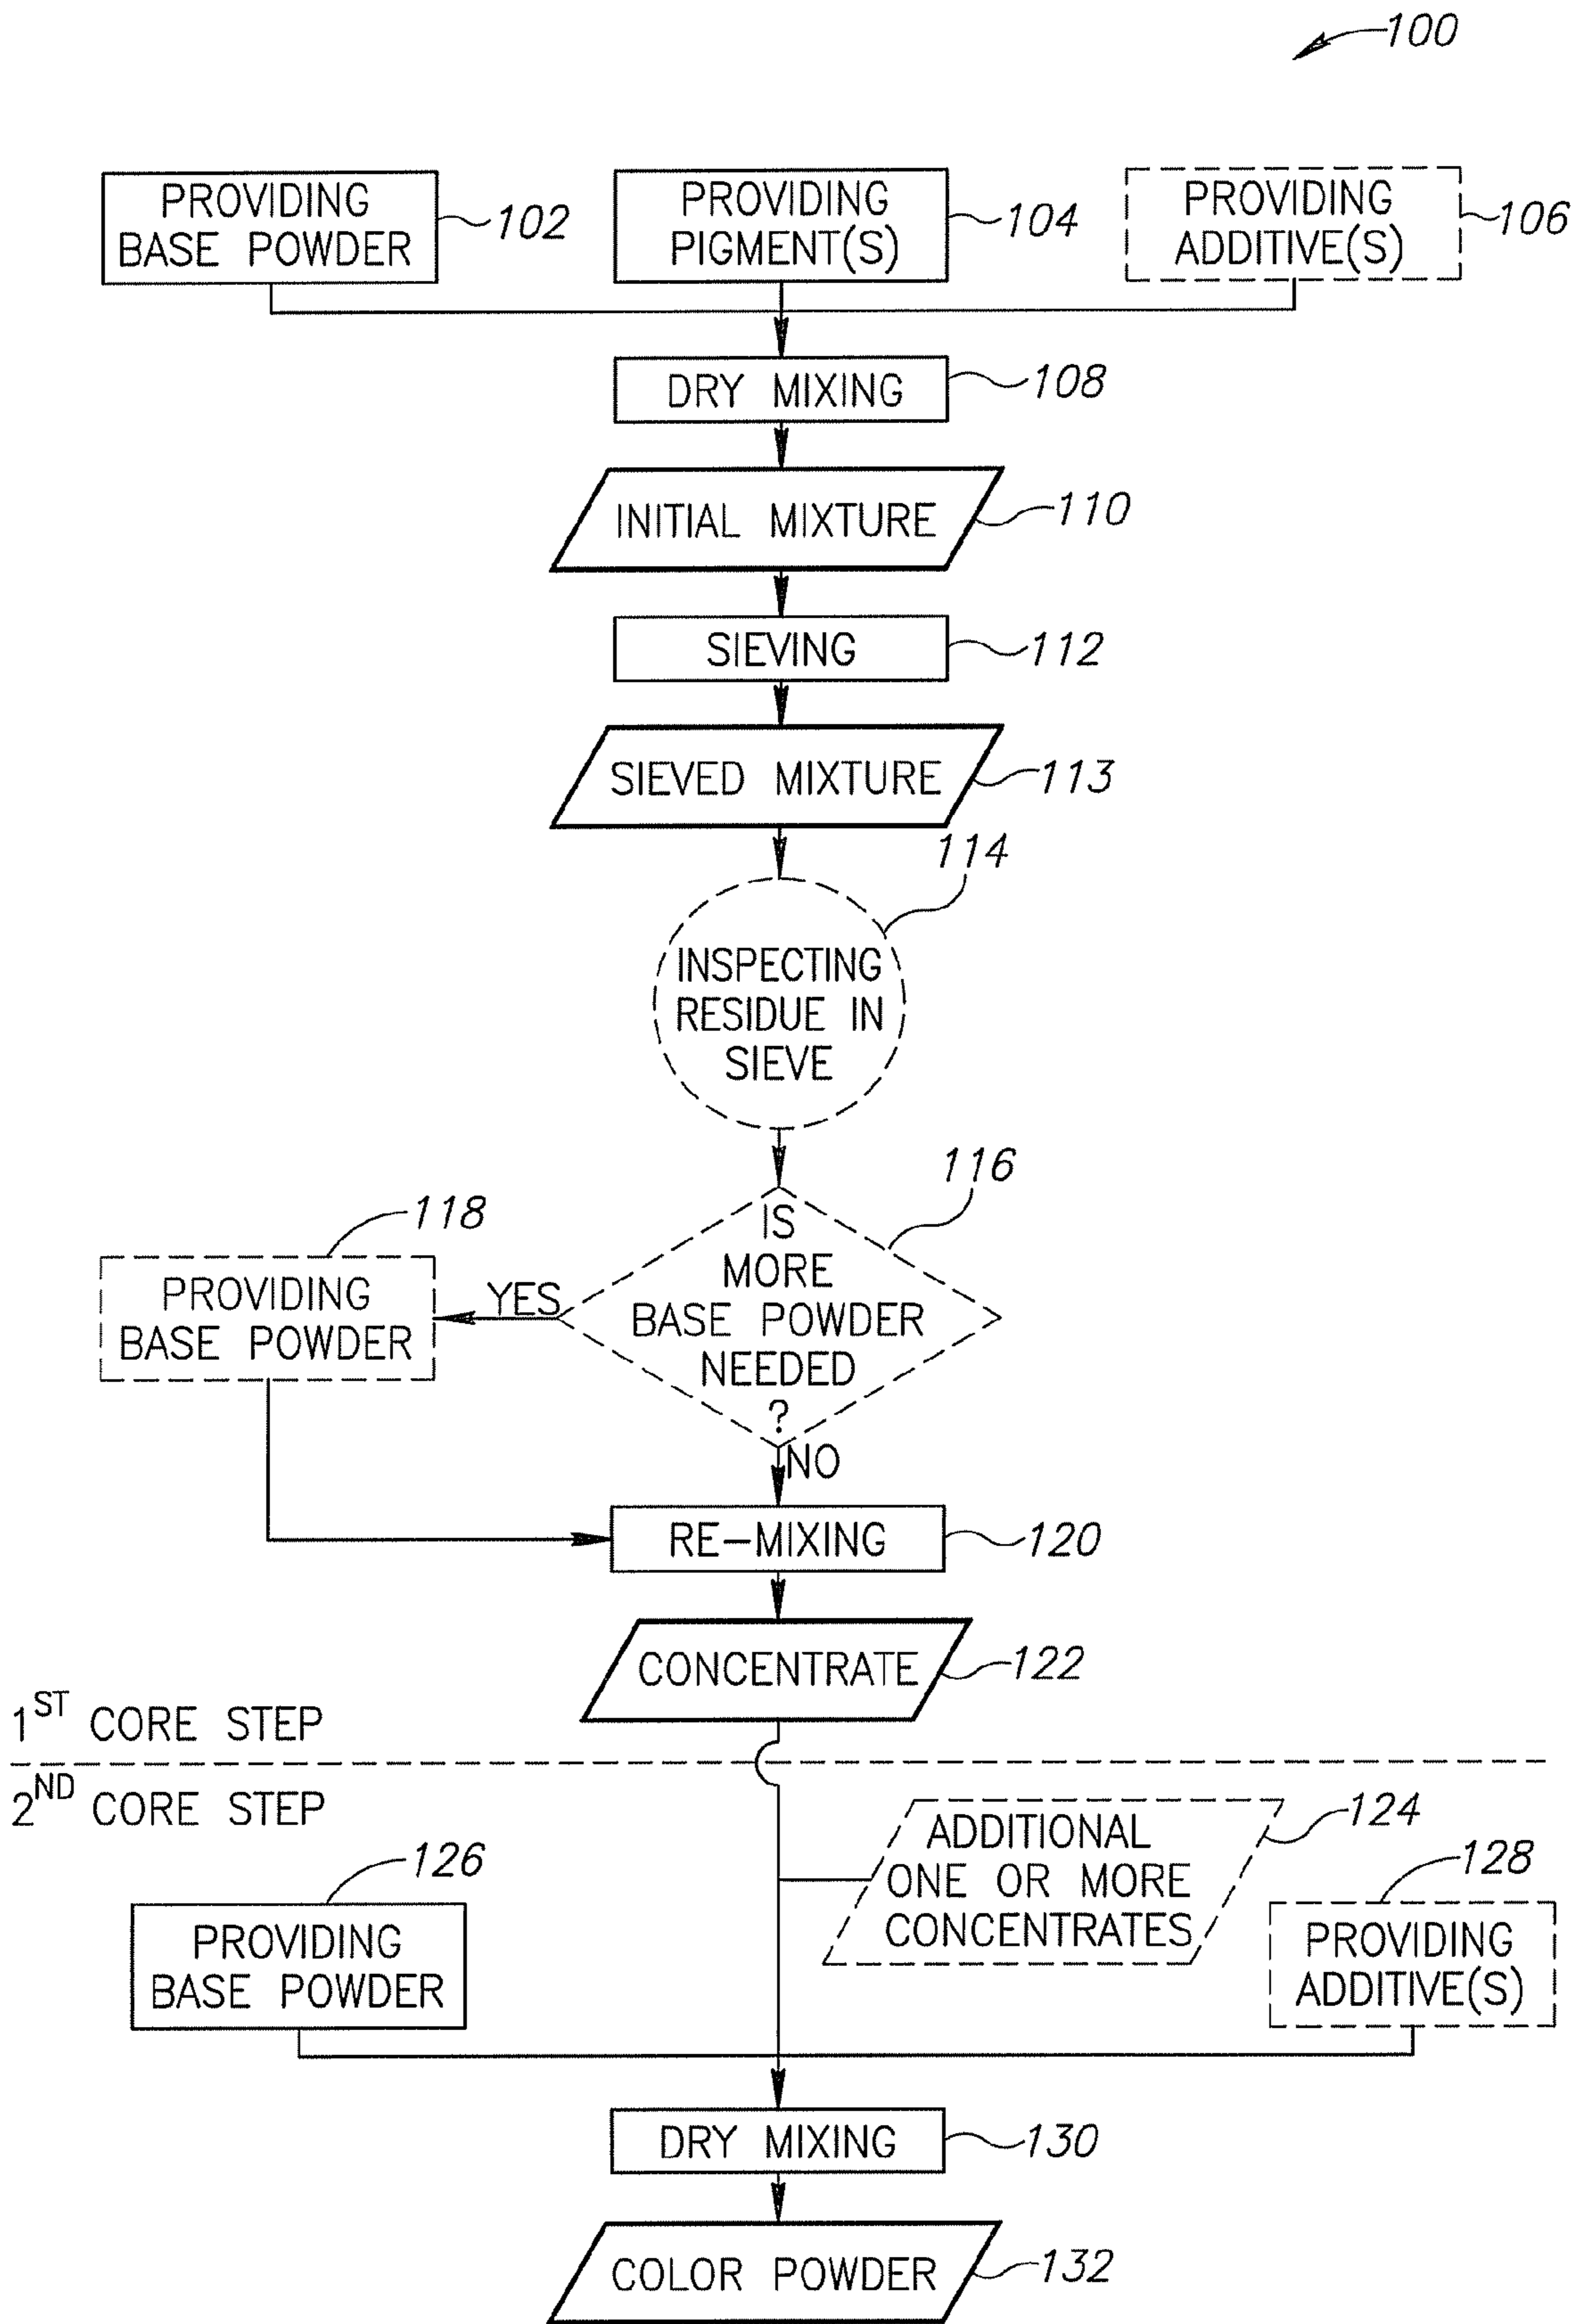 100
PROVIDING
BASE POWDER
102
PROVIDING
PIGMENT(S)
104
PROVIDING
ADDITIVE(S)
106
DRY MIXING
108
INITIAL MIXTURE
110
SIEVING
112
SIEVED MIXTURE
113
114
INSPECTING
RESIDUE IN
SIEVE
116
IS
MORE
BASE POWDER
NEEDED
?
YES
118
PROVIDING
BASE POWDER
NO
RE-MIXING
120
CONCENTRATE
122
1ST CORE STEP
2ND CORE STEP
ADDITIONAL
ONE OR MORE
CONCENTRATES
124
126
PROVIDING
BASE POWDER
128
PROVIDING
ADDITIVE(S)
DRY MIXING
130
COLOR POWDER
132